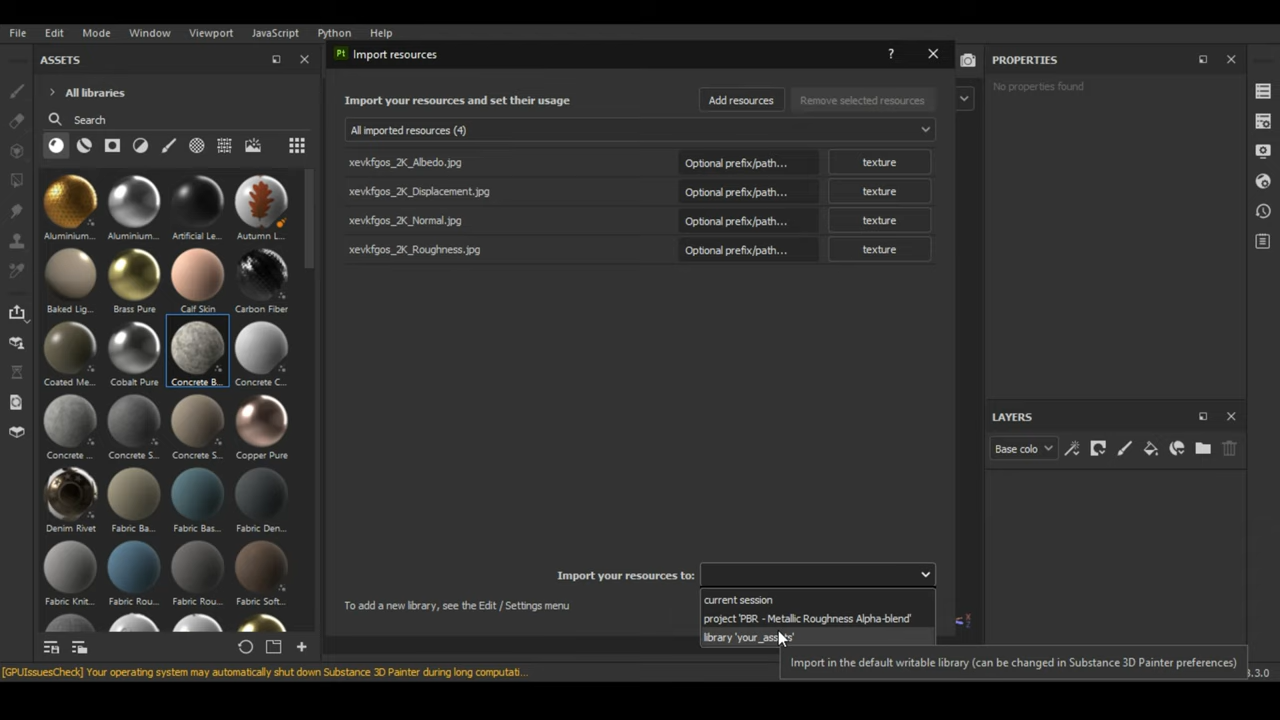 File Edit Mode Window Viewport JavaScript Python Help
ASSETS
All libraries
Search
Aluminium... Aluminium... Artificial Le... Autumn L...
Baked Lig... Brass Pure Calf Skin Carbon Fiber
Coated Me... Cobalt Pure Concrete B... Concrete C...
Concrete ... Concrete S... Concrete S... Copper Pure
Denim Rivet Fabric Ba... Fabric Bas... Fabric Den...
Fabric Knit... Fabric Rou... Fabric Rou... Fabric Soft...
Pt Import resources ?
Import your resources and set their usage Add resources Remove selected resources
All imported resources (4)
xevkfgos_2K_Albedo.jpg Optional prefix/path... texture
xevkfgos_2K_Displacement.jpg Optional prefix/path... texture
xevkfgos_2K_Normal.jpg Optional prefix/path... texture
xevkfgos_2K_Roughness.jpg Optional prefix/path... texture
Import your resources to:
current session
To add a new library, see the Edit / Settings menu
project 'PBR - Metallic Roughness Alpha-blend'
library 'your_assets'
Import in the default writable library (can be changed in Substance 3D Painter preferences)
PROPERTIES
No properties found
LAYERS
Base colo
[GPUIssuesCheck] Your operating system may automatically shut down Substance 3D Painter during long computati...
.3.0